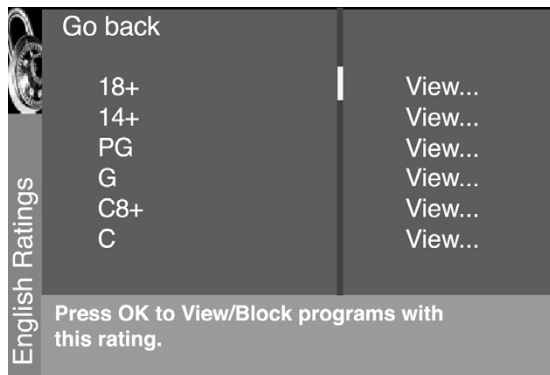 Go back
18+ View...
14+ View...
PG View...
G View...
C8+ View...
C View...
English Ratings
Press OK to View/Block programs with
this rating.